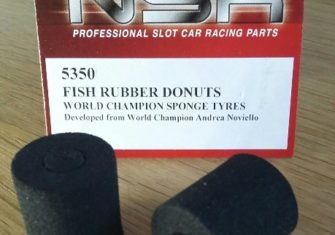 NSR
PROFESSIONAL SLOT CAR RACING PARTS
5350
FISH RUBBER DONUTS
WORLD CHAMPION SPONGE TYRES
Developed from World Champion Andrea Noviello